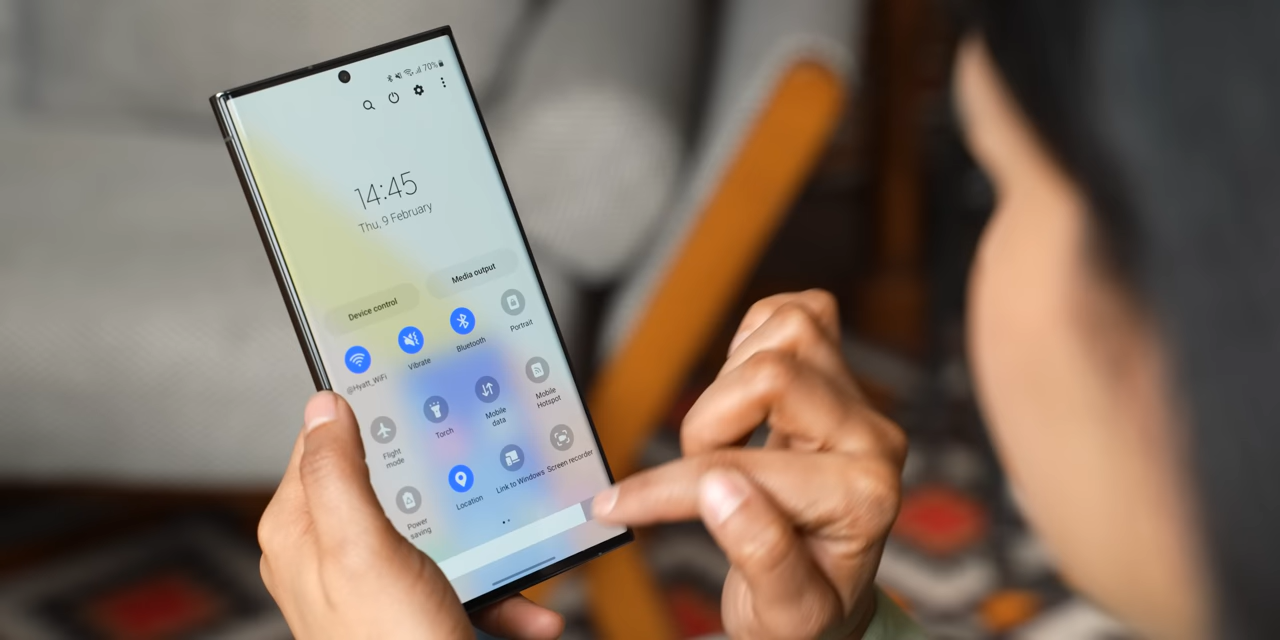 70%
14:45
Thu, 9 February
Device control
Media output
@Hyatt_WiFi
Vibrate
Bluetooth
Portrait
Flight
mode
Torch
Mobile
data
Mobile
Hotspot
Power
saving
Location
Link to Windows
Screen recorder